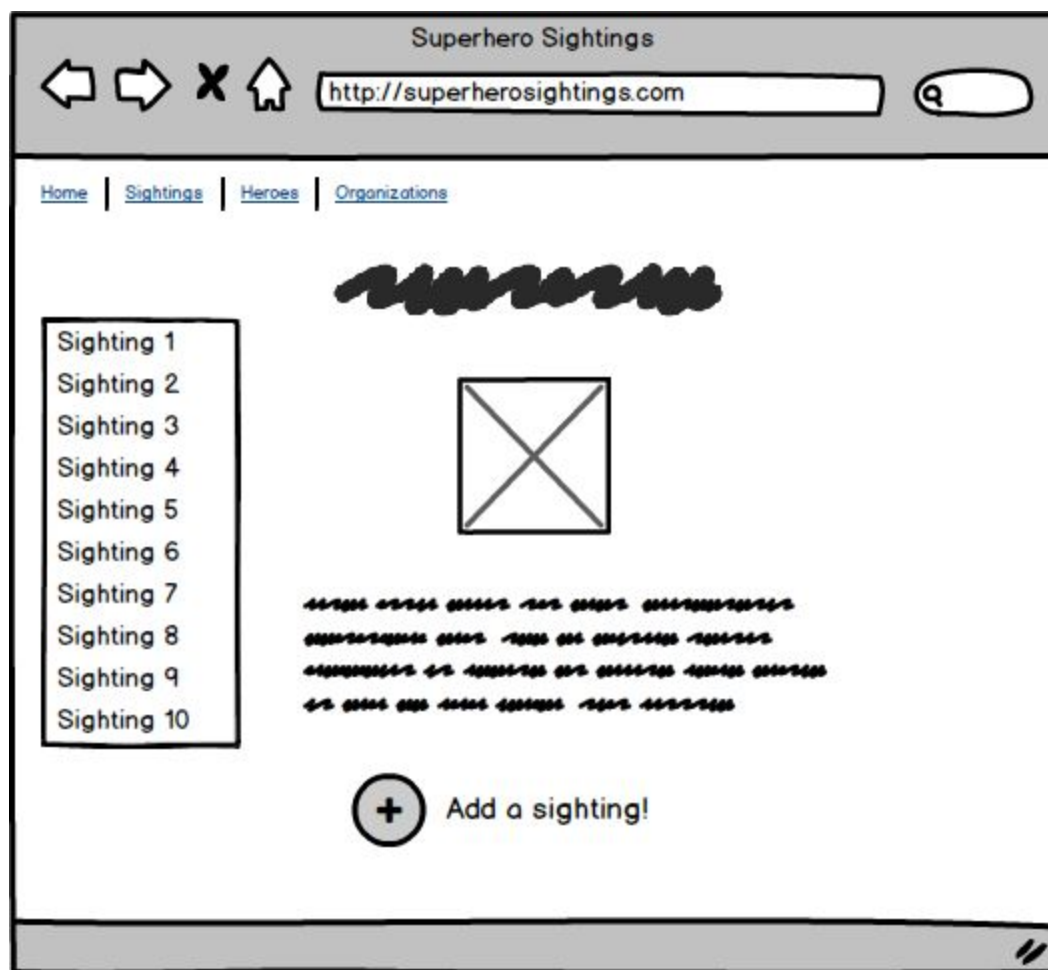 Superhero Sightings
http://superherosightings.com
Home Sightings Heroes Organizations
Sighting 1
Sighting 2
Sighting 3
Sighting 4
Sighting 5
Sighting 6
Sighting 7
Sighting 8
Sighting 9
Sighting 10
Add a sighting!